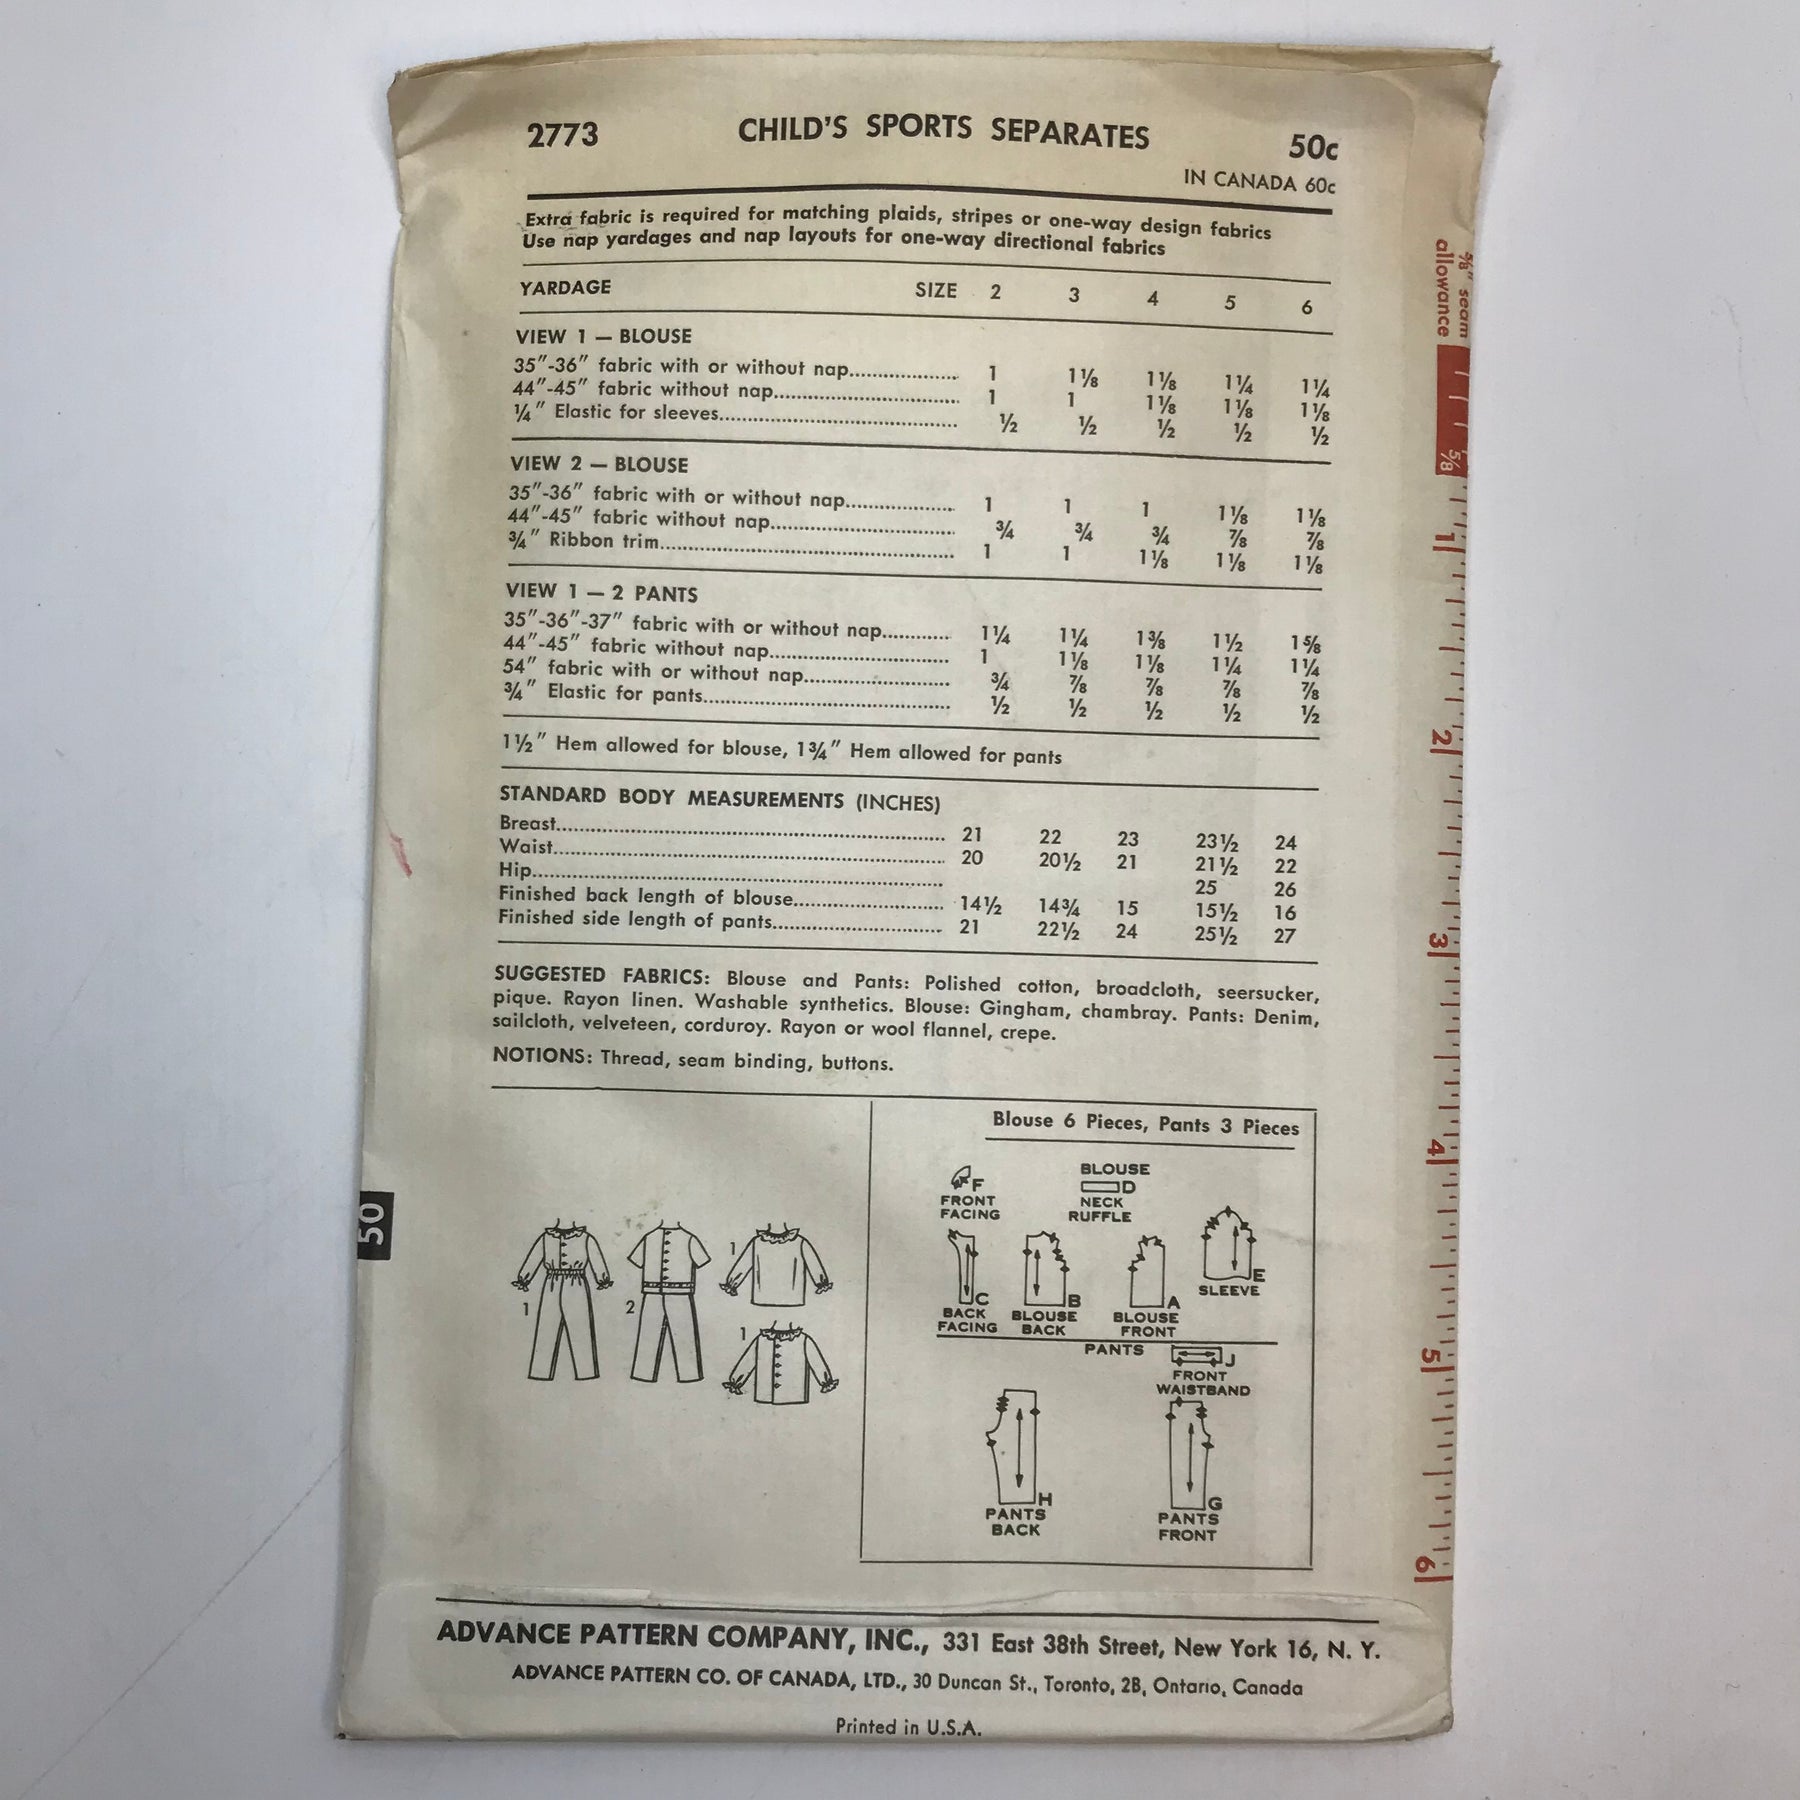 2773 CHILD'S SPORTS SEPARATES 50c
IN CANADA 60c
Extra fabric is required for matching plaids, stripes or one-way design fabrics
Use nap yardages and nap layouts for one-way directional fabrics
YARDAGE SIZE 2 3 4 5 6
VIEW 1 — BLOUSE
35"-36" fabric with or without nap 1 1⅛ 1⅛ 1¼ 1¼
44"-45" fabric without nap 1 1 1⅛ 1⅛ 1⅛
¼" Elastic for sleeves ½ ½ ½ ½ ½
VIEW 2 — BLOUSE
35"-36" fabric with or without nap 1 1 1 1⅛ 1⅛
44"-45" fabric without nap ¾ ¾ ¾ ⅞ ⅞
¾" Ribbon trim 1 1 1⅛ 1⅛ 1⅛
VIEW 1 — 2 PANTS
35"-36"-37" fabric with or without nap 1¼ 1¼ 1⅜ 1½ 1⅝
44"-45" fabric without nap 1 1⅛ 1⅛ 1¼ 1¼
54" fabric with or without nap ¾ ⅞ ⅞ ⅞ ⅞
¾" Elastic for pants ½ ½ ½ ½ ½
1½" Hem allowed for blouse, 1¾" Hem allowed for pants
STANDARD BODY MEASUREMENTS (INCHES)
Breast 21 22 23 23½ 24
Waist 20 20½ 21 21½ 22
Hip 25 26
Finished back length of blouse 14½ 14¾ 15 15½ 16
Finished side length of pants 21 22½ 24 25½ 27
SUGGESTED FABRICS: Blouse and Pants: Polished cotton, broadcloth, seersucker,
pique. Rayon linen. Washable synthetics. Blouse: Gingham, chambray. Pants: Denim,
sailcloth, velveteen, corduroy. Rayon or wool flannel, crepe.
NOTIONS: Thread, seam binding, buttons.
50
1
2
1
1
Blouse 6 Pieces, Pants 3 Pieces
F
FRONT
FACING
BLOUSE
D
NECK
RUFFLE
E
SLEEVE
C
BACK
FACING
B
BLOUSE
BACK
A
BLOUSE
FRONT
PANTS
J
FRONT
WAISTBAND
H
PANTS
BACK
G
PANTS
FRONT
⅝" seam
allowance
⅝
1
2
3
4
5
6
ADVANCE PATTERN COMPANY, INC., 331 East 38th Street, New York 16, N. Y.
ADVANCE PATTERN CO. OF CANADA, LTD., 30 Duncan St., Toronto, 2B, Ontario, Canada
Printed in U.S.A.